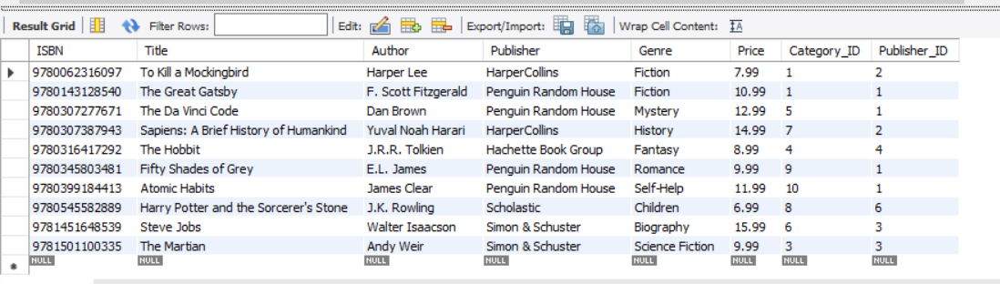 Result Grid Filter Rows: Edit: Export/Import: Wrap Cell Content: IA
ISBN Title Author Publisher Genre Price Category_ID Publisher_ID
9780062316097 To Kill a Mockingbird Harper Lee HarperCollins Fiction 7.99 1 2
9780143128540 The Great Gatsby F. Scott Fitzgerald Penguin Random House Fiction 10.99 1 1
9780307277671 The Da Vinci Code Dan Brown Penguin Random House Mystery 12.99 5 1
9780307387943 Sapiens: A Brief History of Humankind Yuval Noah Harari HarperCollins History 14.99 7 2
9780316417292 The Hobbit J.R.R. Tolkien Hachette Book Group Fantasy 8.99 4 4
9780345803481 Fifty Shades of Grey E.L. James Penguin Random House Romance 9.99 9 1
9780399184413 Atomic Habits James Clear Penguin Random House Self-Help 11.99 10 1
9780545582889 Harry Potter and the Sorcerer's Stone J.K. Rowling Scholastic Children 6.99 8 6
9781451648539 Steve Jobs Walter Isaacson Simon & Schuster Biography 15.99 6 3
9781501100335 The Martian Andy Weir Simon & Schuster Science Fiction 9.99 3 3
NULL NULL NULL NULL NULL NULL NULL NULL